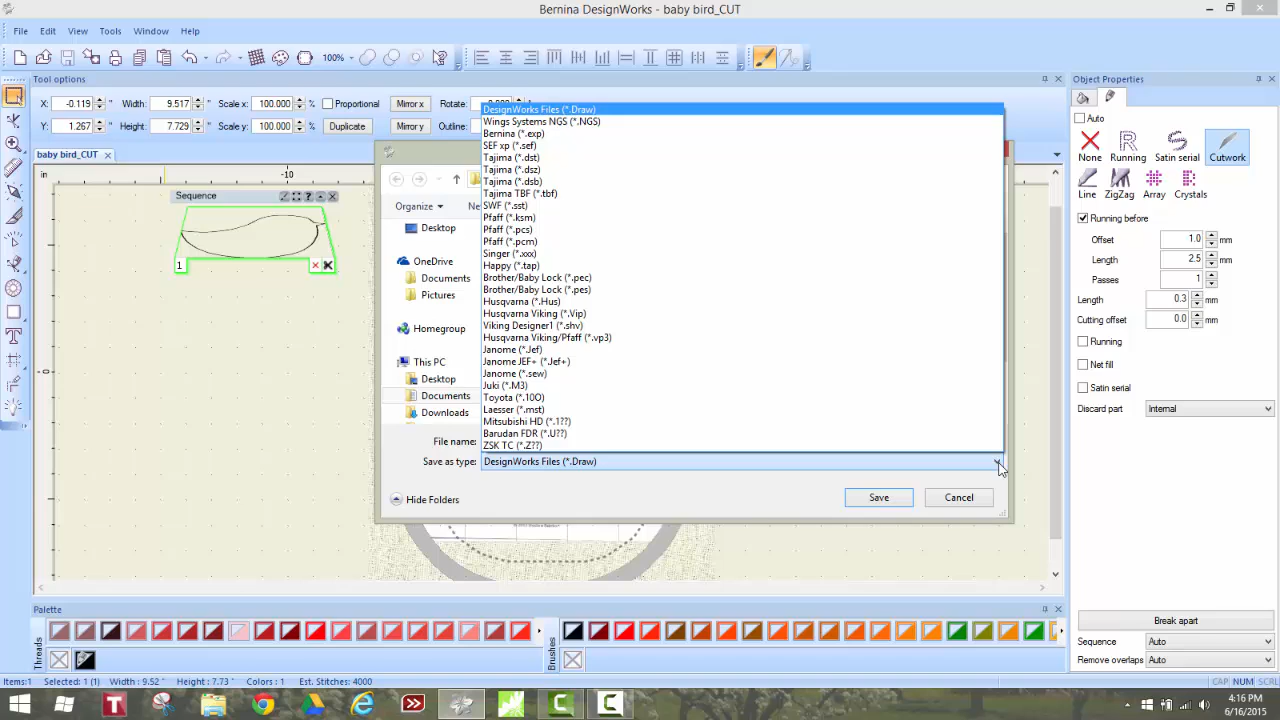 Bernina DesignWorks - baby bird_CUT
File Edit View Tools Window Help
100%
Tool options
X: -0.119 " Width: 9.517 " Scale x: 100.000 % Proportional Mirror x Rotate:
Y: 1.267 " Height: 7.729 " Scale y: 100.000 % Duplicate Mirror y Outline:
baby bird_CUT
in -10
Sequence
1
-0
Organize
Desktop
OneDrive
Documents
Pictures
Homegroup
This PC
Desktop
Documents
Downloads
DesignWorks Files (*.Draw)
Wings Systems NGS (*.NGS)
Bernina (*.exp)
SEF xp (*.sef)
Tajima (*.dst)
Tajima (*.dsz)
Tajima (*.dsb)
Tajima TBF (*.tbf)
SWF (*.sst)
Pfaff (*.ksm)
Pfaff (*.pcs)
Pfaff (*.pcm)
Singer (*.xxx)
Happy (*.tap)
Brother/Baby Lock (*.pec)
Brother/Baby Lock (*.pes)
Husqvarna (*.Hus)
Husqvarna Viking (*.Vip)
Viking Designer1 (*.shv)
Husqvarna Viking/Pfaff (*.vp3)
Janome (*.Jef)
Janome JEF+ (*.Jef+)
Janome (*.sew)
Juki (*.M3)
Toyota (*.10O)
Laesser (*.mst)
Mitsubishi HD (*.1??)
Barudan FDR (*.U??)
ZSK TC (*.Z??)
File name:
Save as type: DesignWorks Files (*.Draw)
Hide Folders Save Cancel
Object Properties
Auto
None Running Satin serial Cutwork
Line ZigZag Array Crystals
Running before
Offset 1.0 mm
Length 2.5 mm
Passes 1
Length 0.3 mm
Cutting offset 0.0 mm
Running
Net fill
Satin serial
Discard part Internal
Break apart
Sequence Auto
Remove overlaps Auto
Palette
Threads
Brushes
Items:1 Selected: 1 (1) Width : 9.52 " Height : 7.73 " Colors : 1 Est. Stitches: 4000
CAP NUM SCRL
4:16 PM
6/16/2015